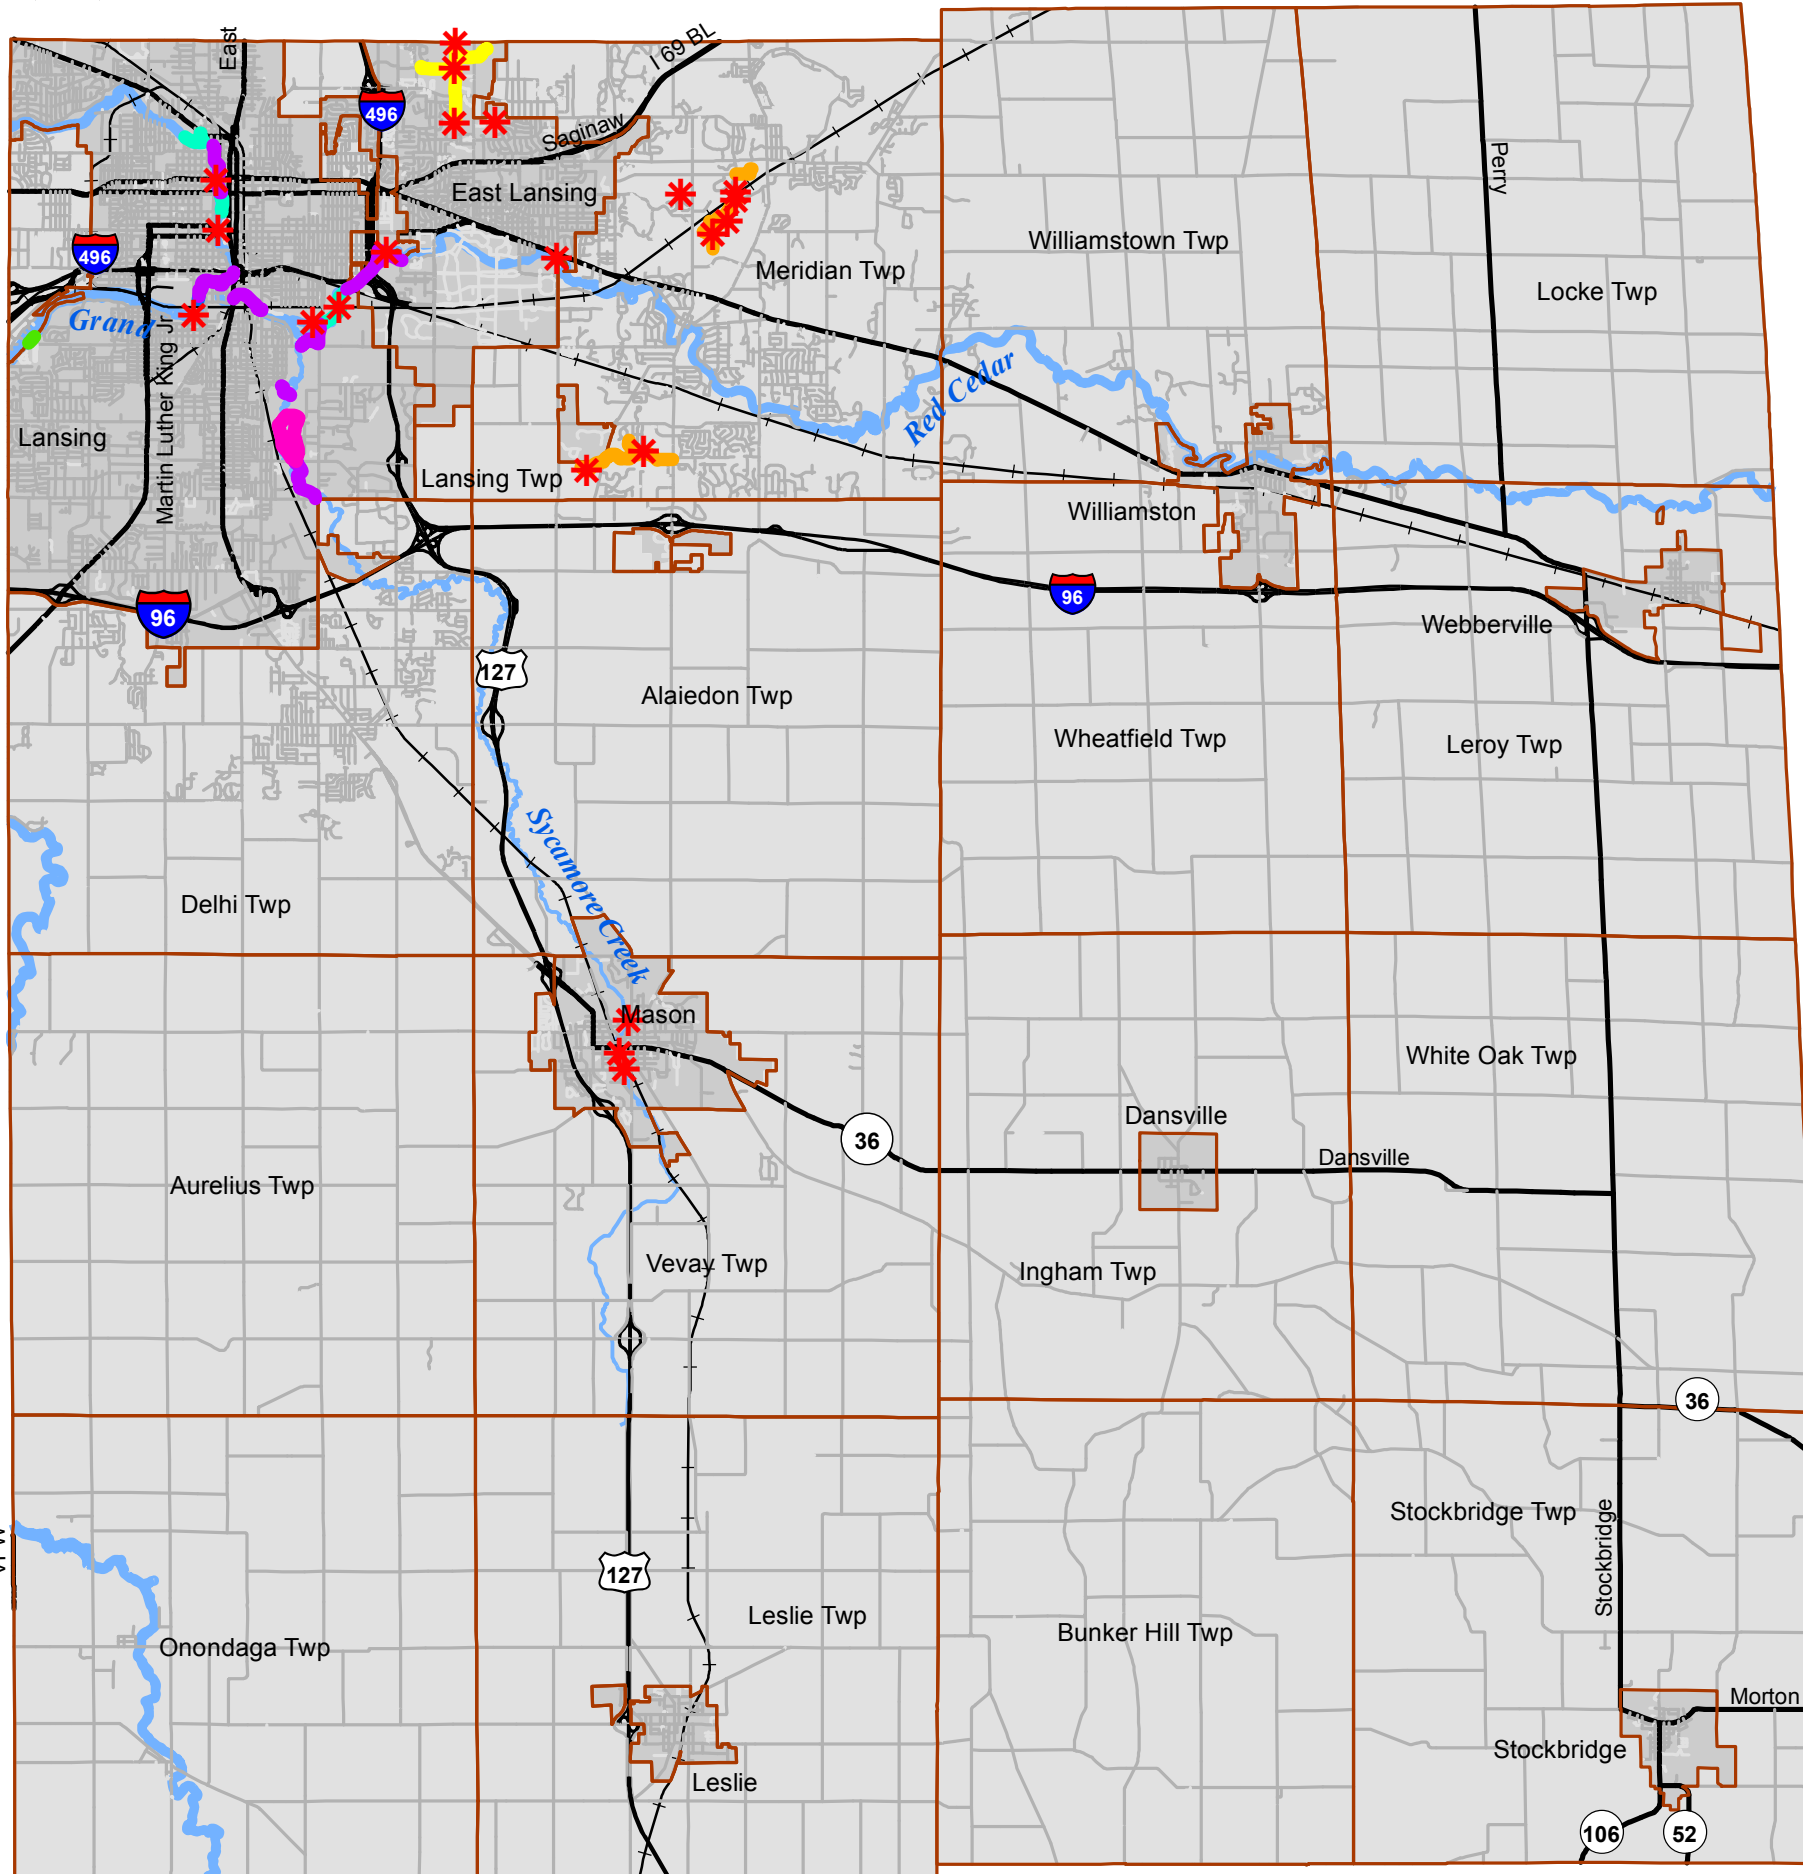 East
I 69 BL
496
Saginaw
Perry
East Lansing
496
Williamstown Twp
Meridian Twp
Locke Twp
Grand
Martin Luther King Jr
Red Cedar
Lansing
Lansing Twp
Williamston
96
96
Webberville
127
Alaiedon Twp
Wheatfield Twp
Leroy Twp
Sycamore Creek
Delhi Twp
Mason
White Oak Twp
Dansville
36
Dansville
Aurelius Twp
Vevay Twp
Ingham Twp
36
Stockbridge Twp
Stockbridge
127
Leslie Twp
Bunker Hill Twp
Onondaga Twp
Morton
Stockbridge
Leslie
106
52